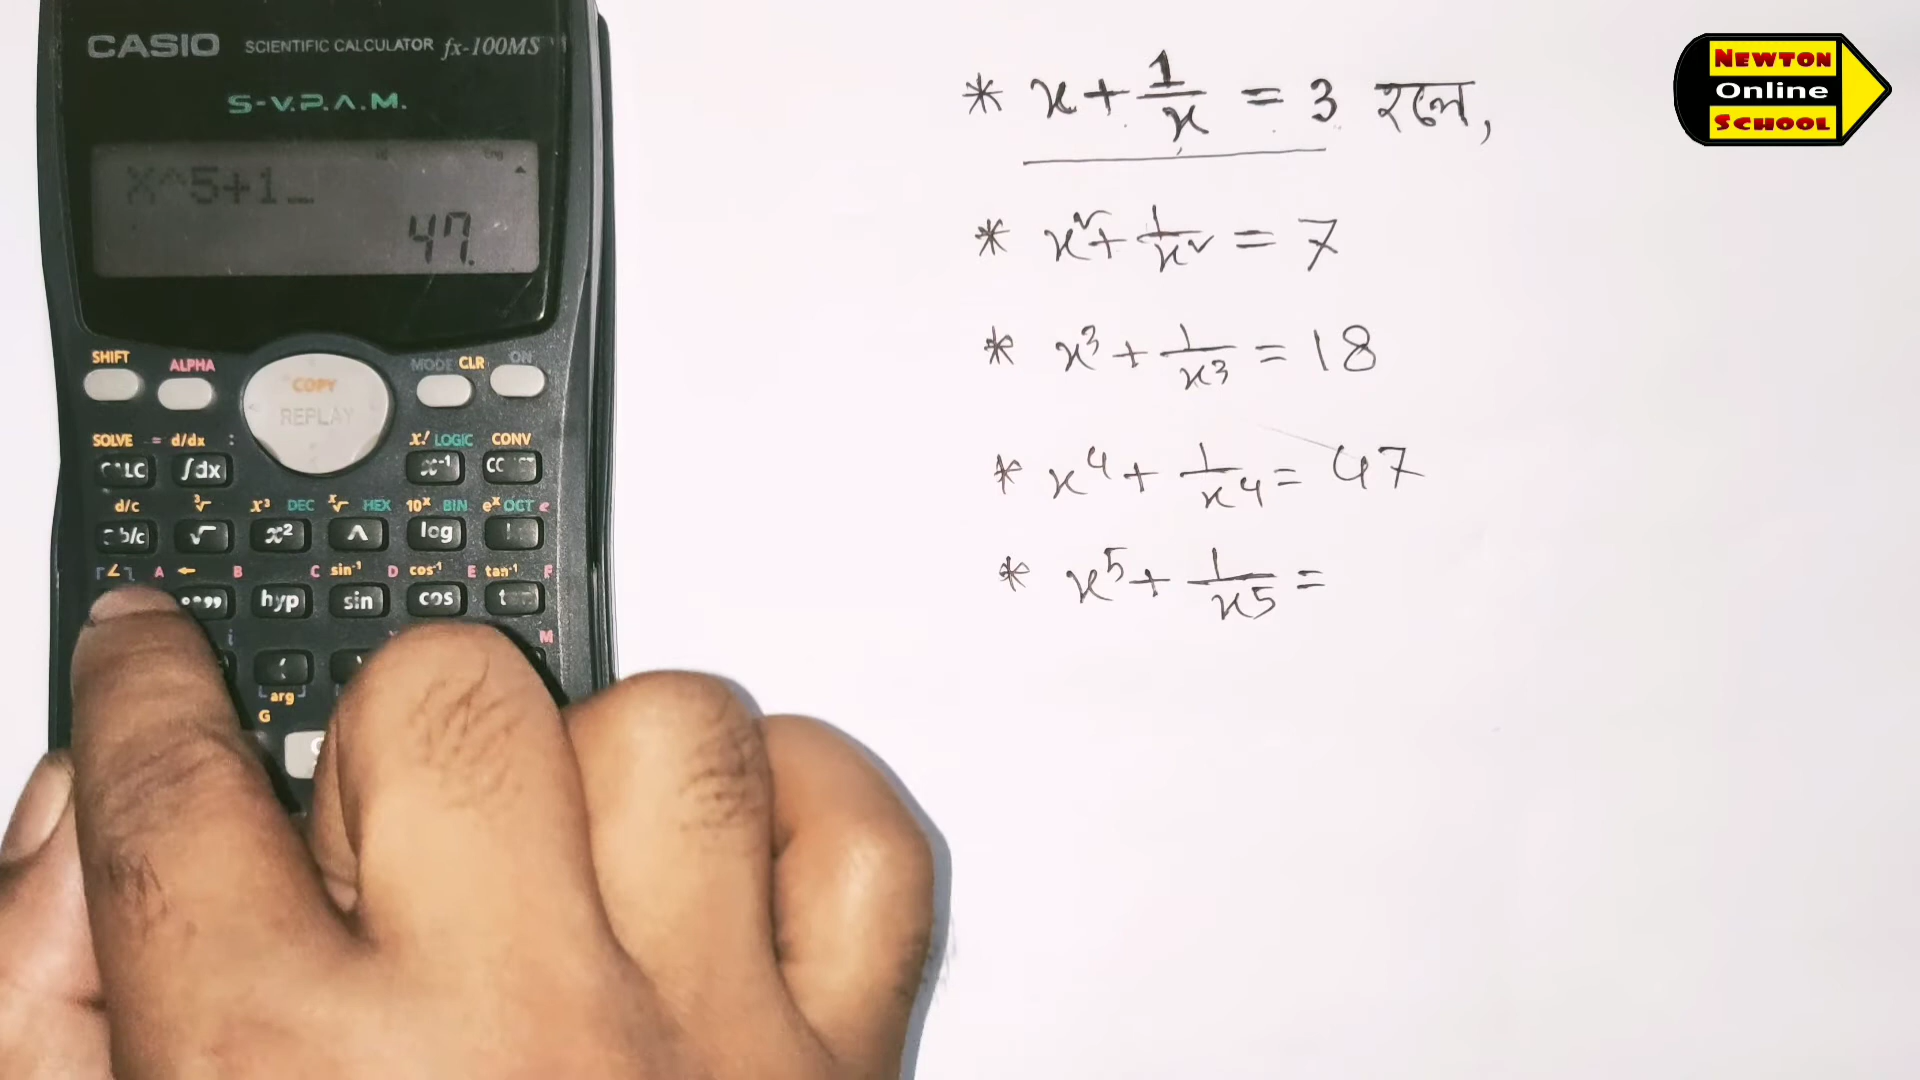 CASIO SCIENTIFIC CALCULATOR fx-100MS
S-V.P.A.M.
X^5+1_
47.
SHIFT ALPHA COPY REPLAY MODE CLR ON
SOLVE = d/dx : x! LOGIC CONV
CALC ∫dx x⁻¹
d/c ³√ x³ DEC ˣ√ HEX 10ˣ BIN eˣ OCT e
b/c √ x² ^ log
∠ A ← B C sin⁻¹ D cos⁻¹ E tan⁻¹ F
°'" hyp sin cos
i M
(
arg
G
* x + 1/x = 3 হলে,
* x² + 1/x² = 7
* x³ + 1/x³ = 18
* x⁴ + 1/x⁴ = 47
* x⁵ + 1/x⁵ =
NEWTON
Online
SCHOOL